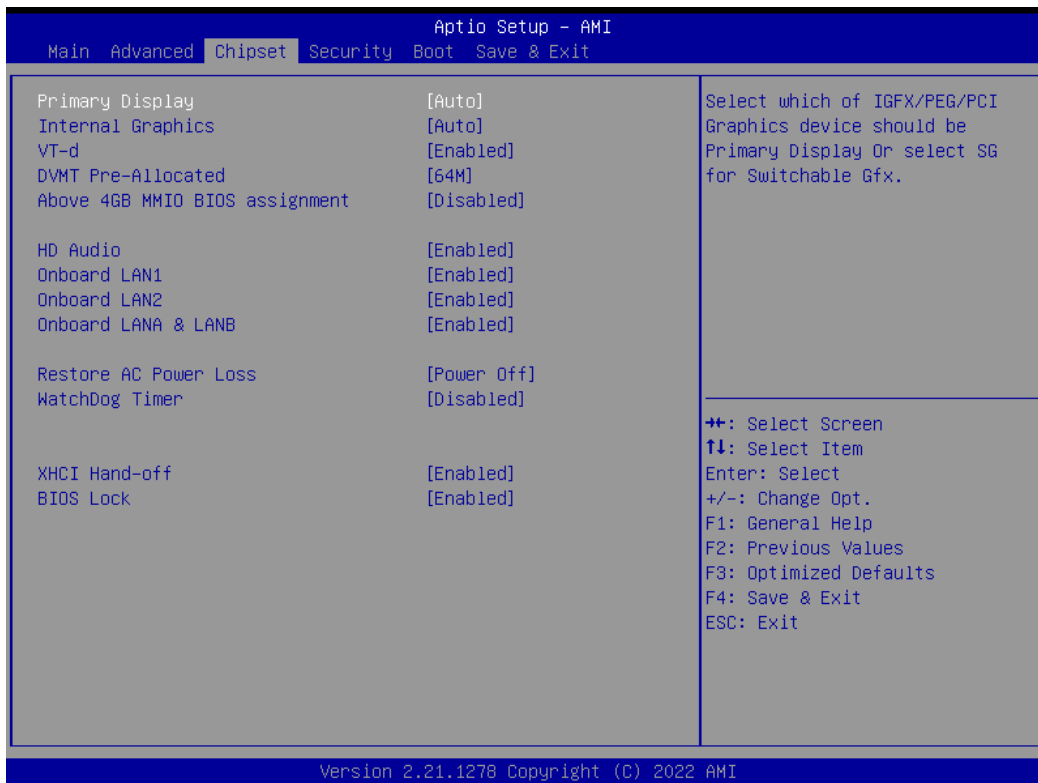 Aptio Setup – AMI
Main Advanced Chipset Security Boot Save & Exit
Primary Display [Auto]
Internal Graphics [Auto]
VT-d [Enabled]
DVMT Pre-Allocated [64M]
Above 4GB MMIO BIOS assignment [Disabled]
HD Audio [Enabled]
Onboard LAN1 [Enabled]
Onboard LAN2 [Enabled]
Onboard LANA & LANB [Enabled]
Restore AC Power Loss [Power Off]
WatchDog Timer [Disabled]
XHCI Hand-off [Enabled]
BIOS Lock [Enabled]
Select which of IGFX/PEG/PCI
Graphics device should be
Primary Display Or select SG
for Switchable Gfx.
→←: Select Screen
↑↓: Select Item
Enter: Select
+/-: Change Opt.
F1: General Help
F2: Previous Values
F3: Optimized Defaults
F4: Save & Exit
ESC: Exit
Version 2.21.1278 Copyright (C) 2022 AMI